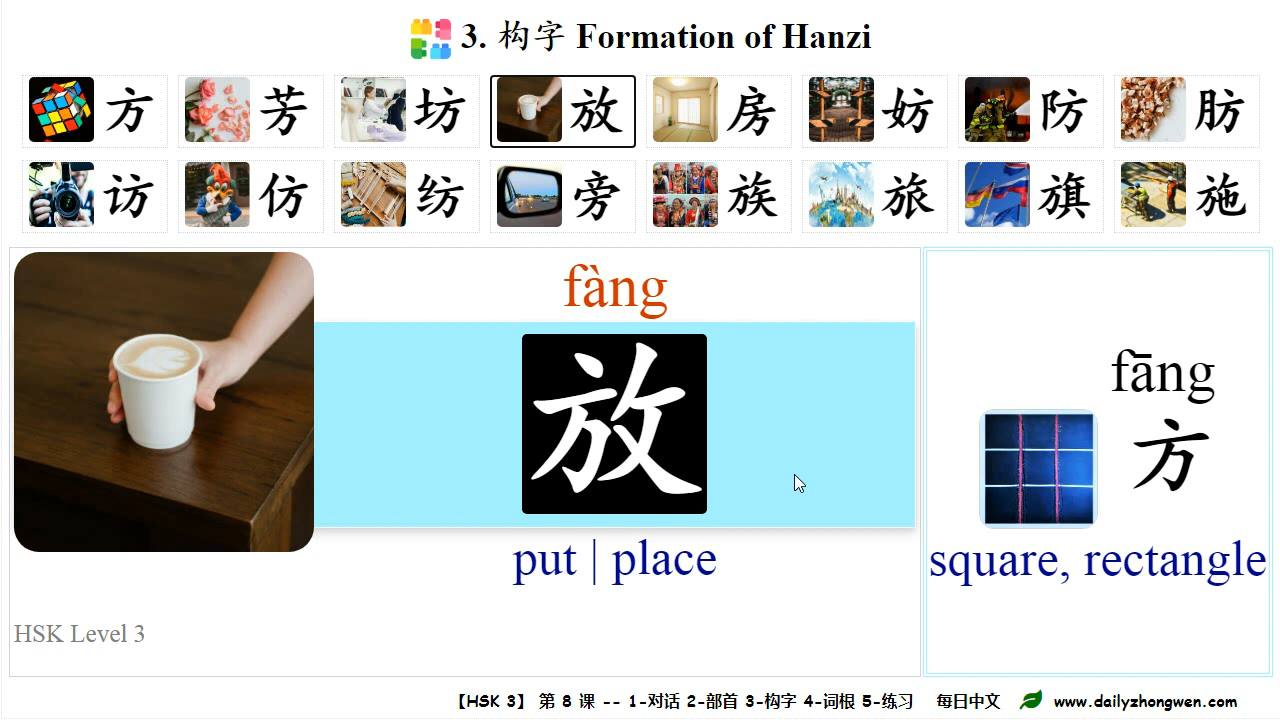 3. 构字 Formation of Hanzi
方 芳 坊 放 房 妨 防 肪
访 仿 纺 旁 族 旅 旗 施
fàng
放
put | place
HSK Level 3
fāng
方
square, rectangle
【HSK 3】 第 8 课 -- 1-对话 2-部首 3-构字 4-词根 5-练习 每日中文 www.dailyzhongwen.com